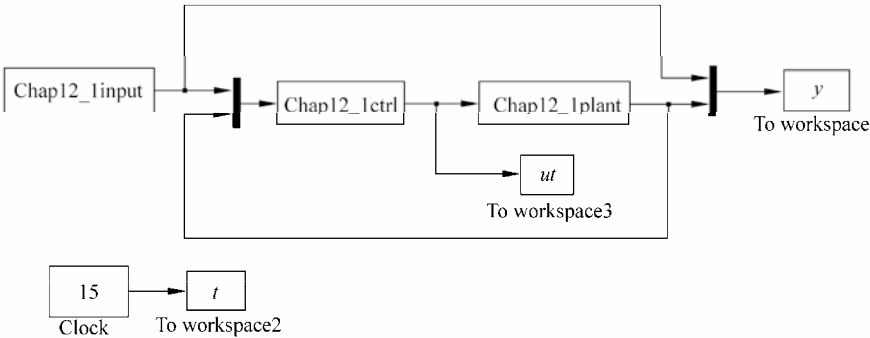 Chap12_1input
Chap12_1ctrl
Chap12_1plant
y
To workspace
ut
To workspace3
15
Clock
t
To workspace2